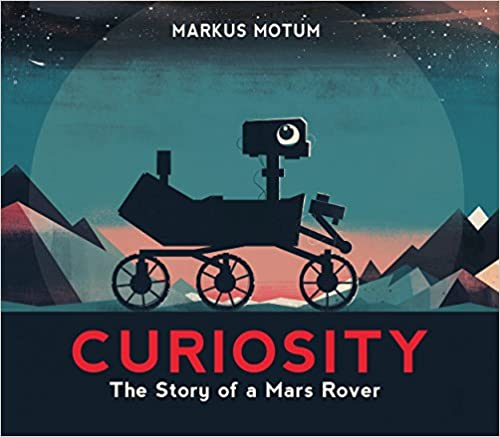 MARKUS MOTUM
CURIOSITY
The Story of a Mars Rover